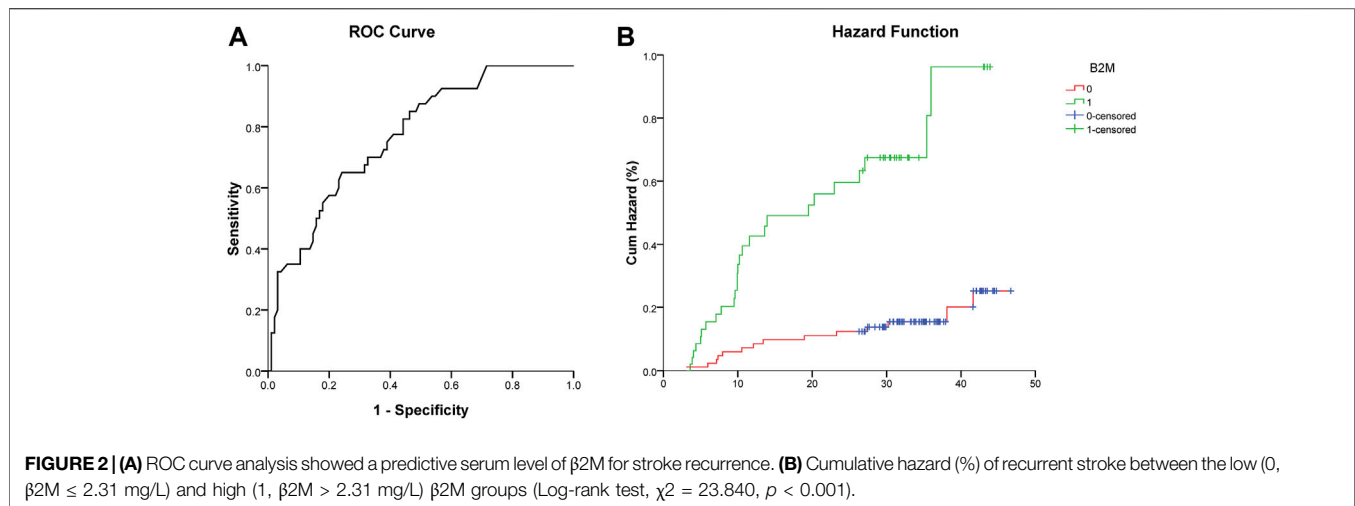 A
ROC Curve
1.0
0.8
0.6
0.4
0.2
0.0
Sensitivity
0.0 0.2 0.4 0.6 0.8 1.0
1 - Specificity
B
Hazard Function
1.0
0.8
0.6
0.4
0.2
0.0
Cum Hazard (%)
0 10 20 30 40 50
B2M
0
1
0-censored
1-censored
FIGURE 2 | (A) ROC curve analysis showed a predictive serum level of β2M for stroke recurrence. (B) Cumulative hazard (%) of recurrent stroke between the low (0,
β2M ≤ 2.31 mg/L) and high (1, β2M > 2.31 mg/L) β2M groups (Log-rank test, χ2 = 23.840, p < 0.001).